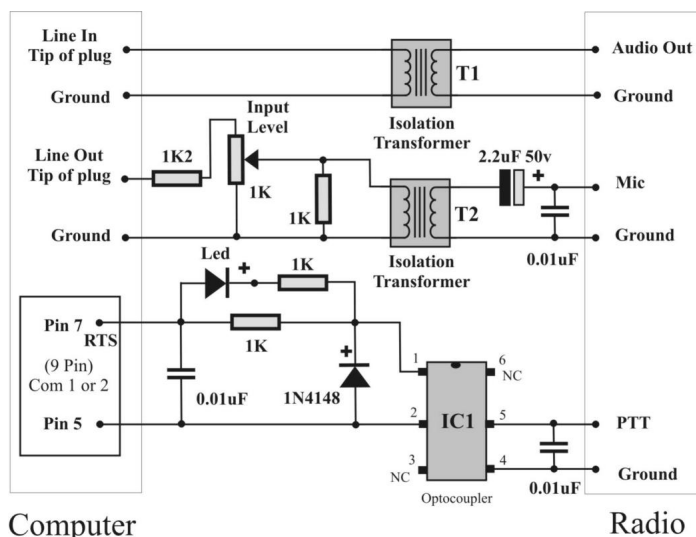 Line In
Tip of plug
Audio Out
T1
Ground
Ground
Isolation
Transformer
Input
Level
1K2
Line Out
Tip of plug
1K
1K
2.2uF 50v
+
Mic
T2
Ground
Ground
0.01uF
Isolation
Transformer
Led
+
1K
Pin 7
RTS
1K
(9 Pin)
Com 1 or 2
0.01uF
+
1N4148
1
6
NC
Pin 5
2
IC1
5
PTT
3
NC
4
Ground
0.01uF
Optocoupler
Computer
Radio